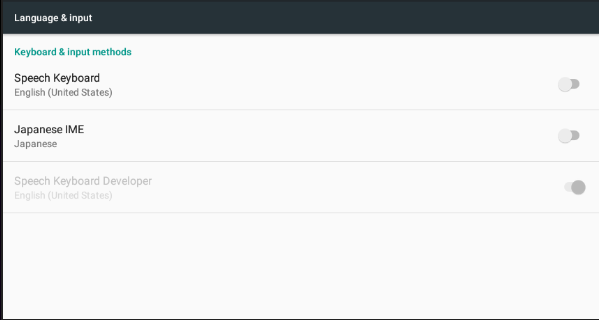 Language & input
Keyboard & input methods
Speech Keyboard
English (United States)
Japanese IME
Japanese
Speech Keyboard Developer
English (United States)